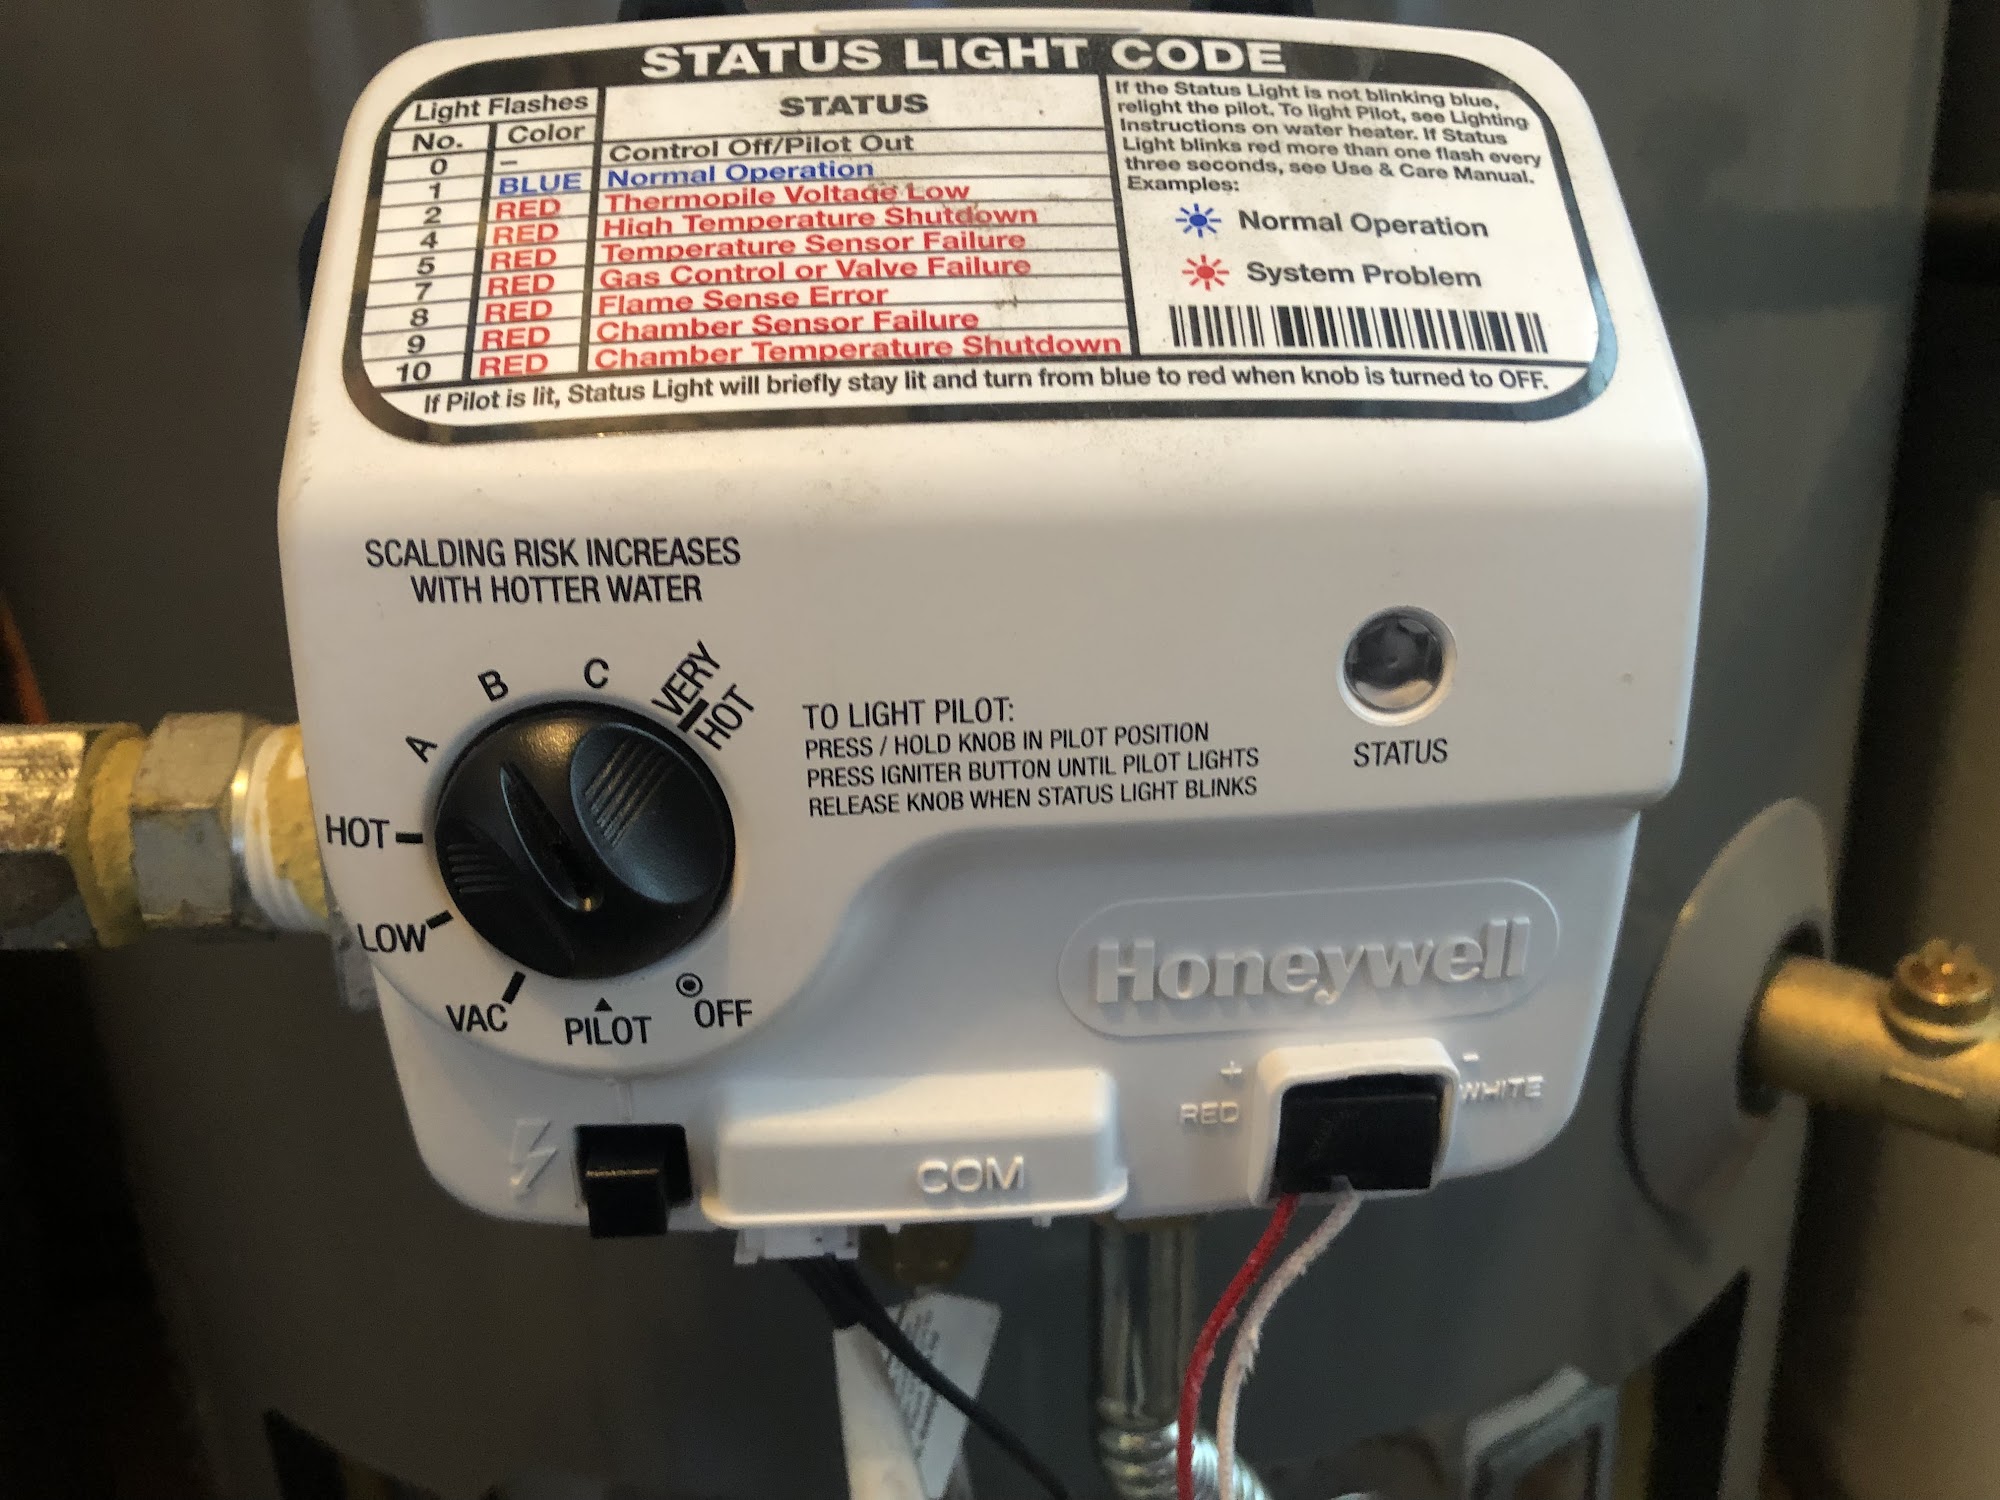 STATUS LIGHT CODE
Light Flashes
No. Color STATUS
0 – Control Off/Pilot Out
1 BLUE Normal Operation
2 RED Thermopile Voltage Low
4 RED High Temperature Shutdown
5 RED Temperature Sensor Failure
7 RED Gas Control or Valve Failure
8 RED Flame Sense Error
9 RED Chamber Sensor Failure
10 RED Chamber Temperature Shutdown
If the Status Light is not blinking blue,
relight the pilot. To light Pilot, see Lighting
Instructions on water heater. If Status
Light blinks red more than one flash every
three seconds, see Use & Care Manual.
Examples:
Normal Operation
System Problem
If Pilot is lit, Status Light will briefly stay lit and turn from blue to red when knob is turned to OFF.
SCALDING RISK INCREASES
WITH HOTTER WATER
VERY
HOT
C
B
A
HOT
LOW
VAC
PILOT
OFF
TO LIGHT PILOT:
PRESS / HOLD KNOB IN PILOT POSITION
PRESS IGNITER BUTTON UNTIL PILOT LIGHTS
RELEASE KNOB WHEN STATUS LIGHT BLINKS
STATUS
Honeywell
+ -
RED WHITE
COM